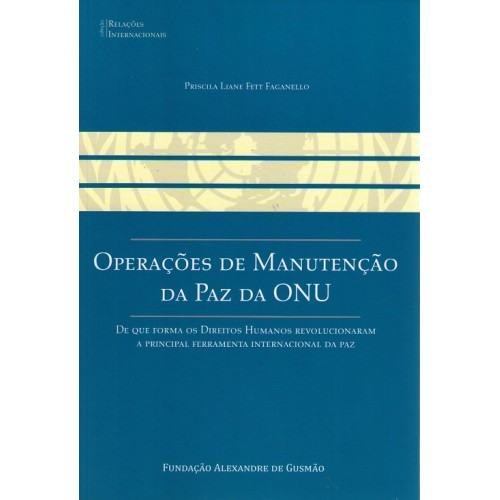 coleção
Relações
Internacionais
Priscila Liane Fett Faganello
Operações de Manutenção
da Paz da ONU
De que forma os Direitos Humanos revolucionaram
a principal ferramenta internacional da paz
Fundação Alexandre de Gusmão